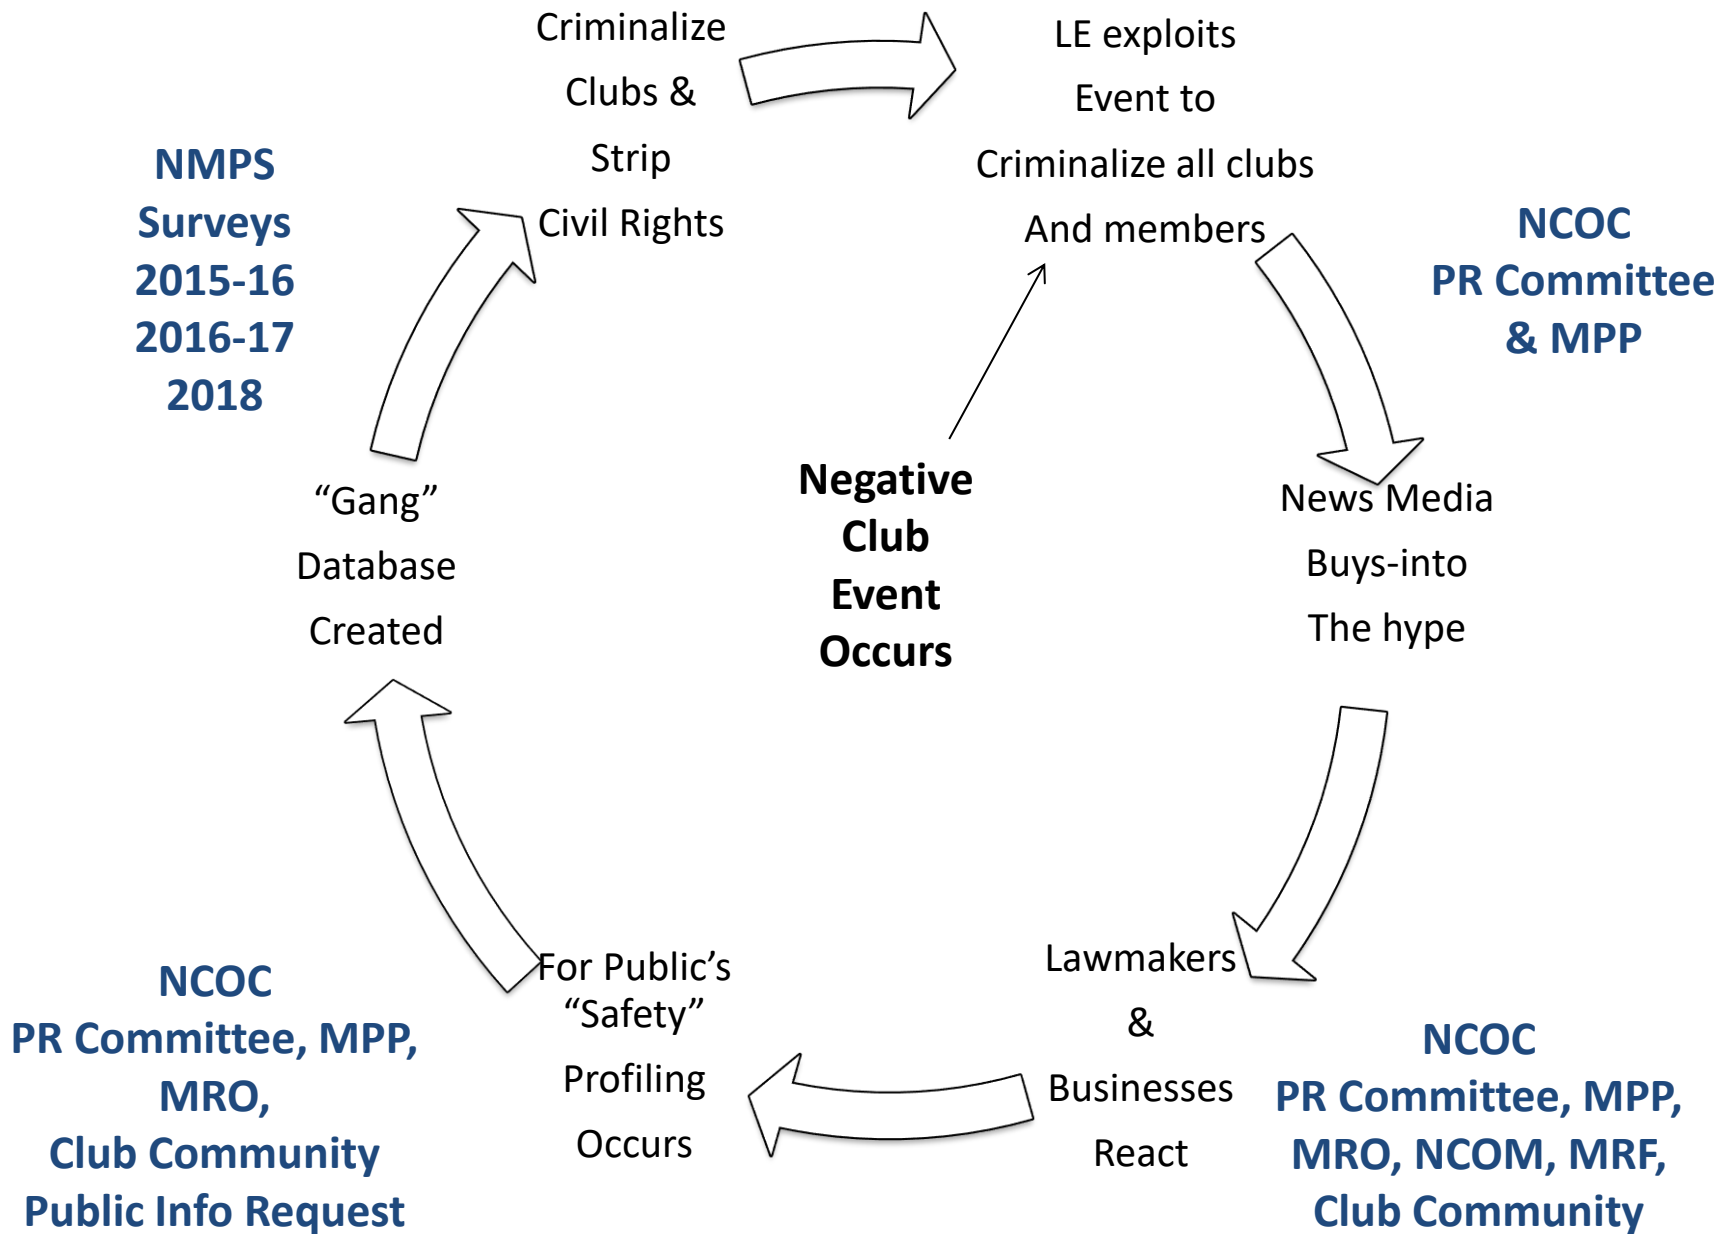 Criminalize
Clubs &
Strip
Civil Rights
LE exploits
Event to
Criminalize all clubs
And members
NCOC
PR Committee
& MPP
News Media
Buys-into
The hype
Lawmakers
&
Businesses
React
NCOC
PR Committee, MPP,
MRO, NCOM, MRF,
Club Community
For Public’s
“Safety”
Profiling
Occurs
NCOC
PR Committee, MPP,
MRO,
Club Community
Public Info Request
“Gang”
Database
Created
NMPS
Surveys
2015-16
2016-17
2018
Negative
Club
Event
Occurs